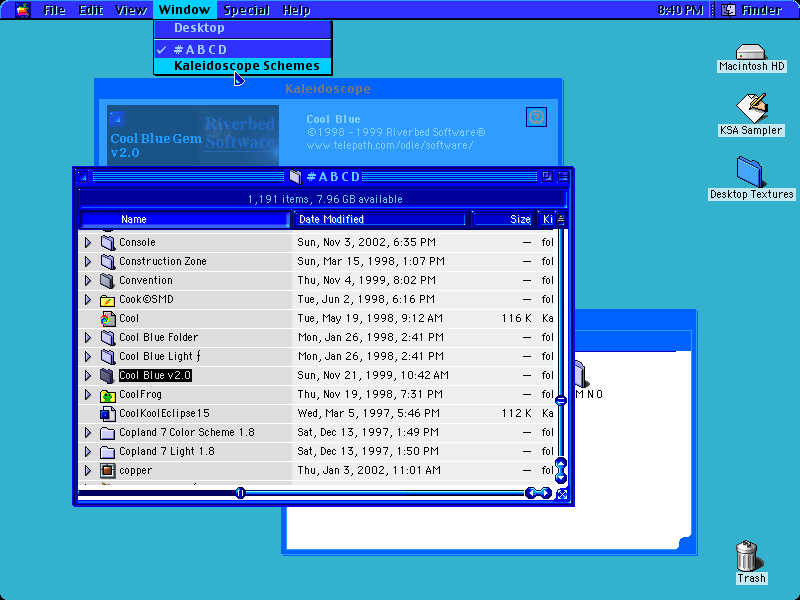 File Edit View Window Special Help 8:40 PM Finder
Desktop
✓ #ABCD
Kaleidoscope Schemes
Kaleidoscope
Cool Blue Gem
v2.0
Riverbed
Software
Cool Blue
©1998 -1999 Riverbed Software®
www.telepath.com/odie/software/
Macintosh HD
KSA Sampler
Desktop Textures
#ABCD
1,191 items, 7.96 GB available
Name Date Modified Size Ki
Console Sun, Nov 3, 2002, 6:35 PM — fol
Construction Zone Sun, Mar 15, 1998, 1:07 PM — fol
Convention Thu, Nov 4, 1999, 8:02 PM — fol
Cook©SMD Tue, Jun 2, 1998, 6:16 PM — fol
Cool Tue, May 19, 1998, 9:12 AM 116 K Ka
Cool Blue Folder Mon, Jan 26, 1998, 2:41 PM — fol
Cool Blue Light ƒ Mon, Jan 26, 1998, 2:41 PM — fol
Cool Blue v2.0 Sun, Nov 21, 1999, 10:42 AM — fol
CoolFrog Thu, Nov 19, 1998, 7:31 PM — fol
CoolKoolEclipse15 Wed, Mar 5, 1997, 5:46 PM 112 K Ka
Copland 7 Color Scheme 1.8 Sat, Dec 13, 1997, 1:49 PM — fol
Copland 7 Light 1.8 Sat, Dec 13, 1997, 1:50 PM — fol
copper Thu, Jan 3, 2002, 11:01 AM — fol
M N O
Trash